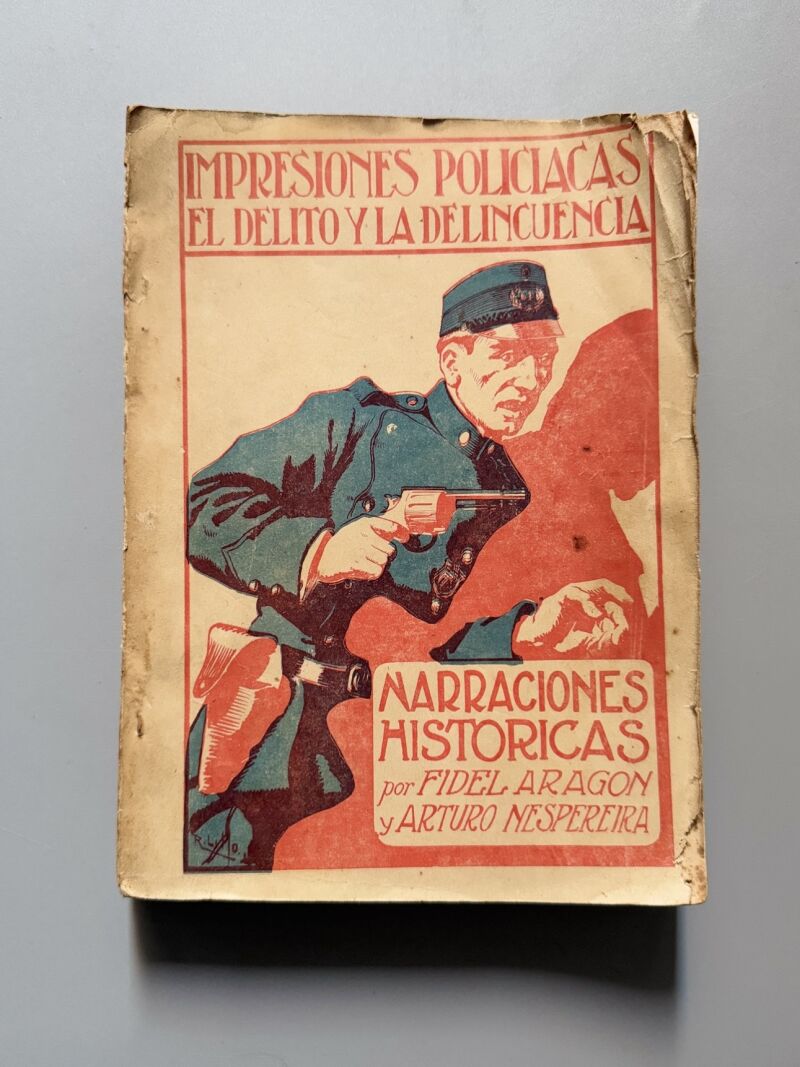 IMPRESIONES POLICIACAS
EL DELITO Y LA DELINCUENCIA
NARRACIONES
HISTORICAS
por FIDEL ARAGON
y ARTURO NESPEREIRA